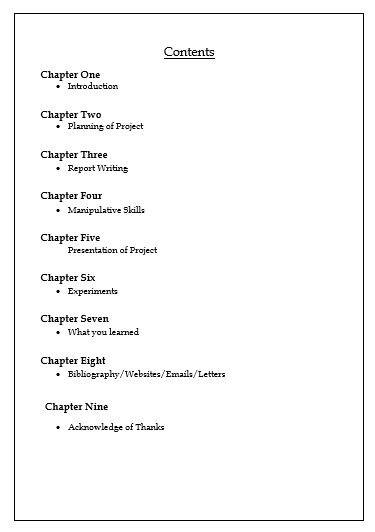 Contents
Chapter One
• Introduction
Chapter Two
• Planning of Project
Chapter Three
• Report Writing
Chapter Four
• Manipulative Skills
Chapter Five
Presentation of Project
Chapter Six
• Experiments
Chapter Seven
• What you learned
Chapter Eight
• Bibliography/Websites/Emails/Letters
Chapter Nine
• Acknowledge of Thanks